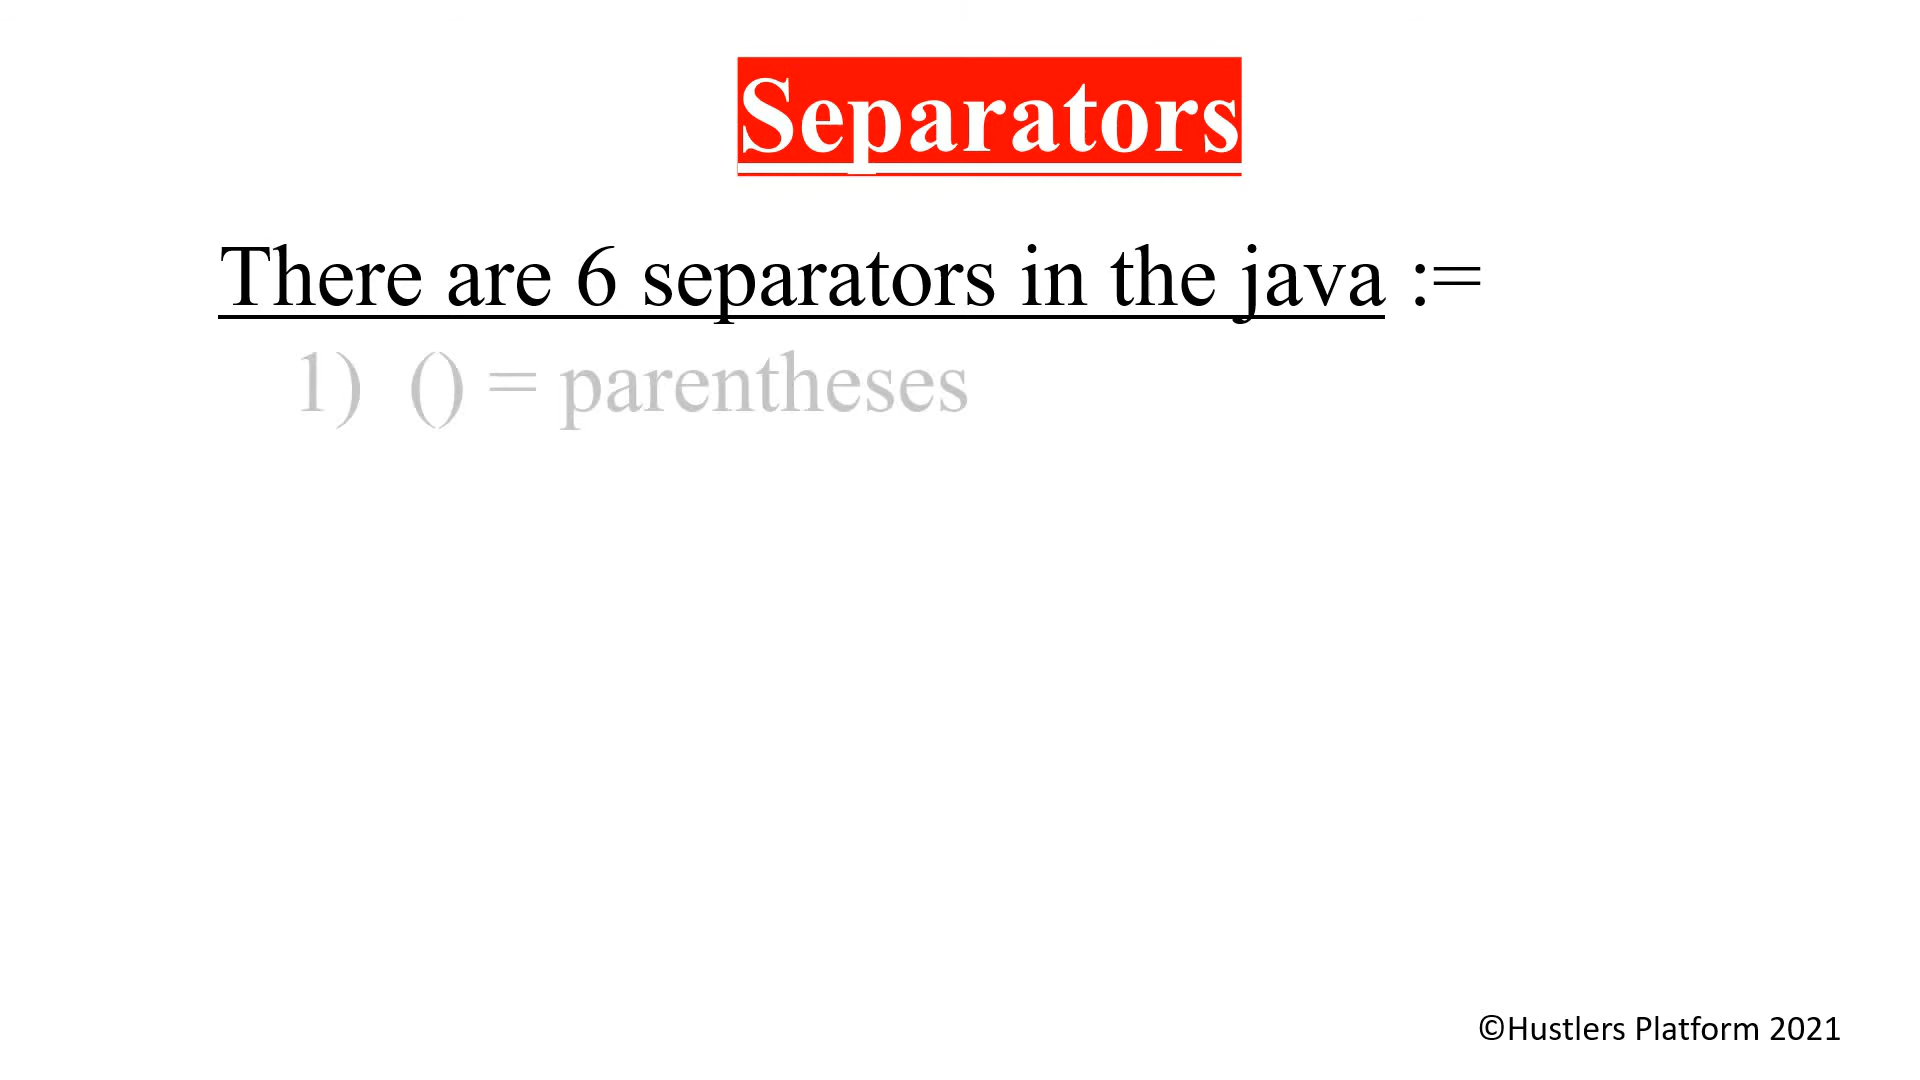 Separators
There are 6 separators in the java :=
1) () = parentheses
©Hustlers Platform 2021